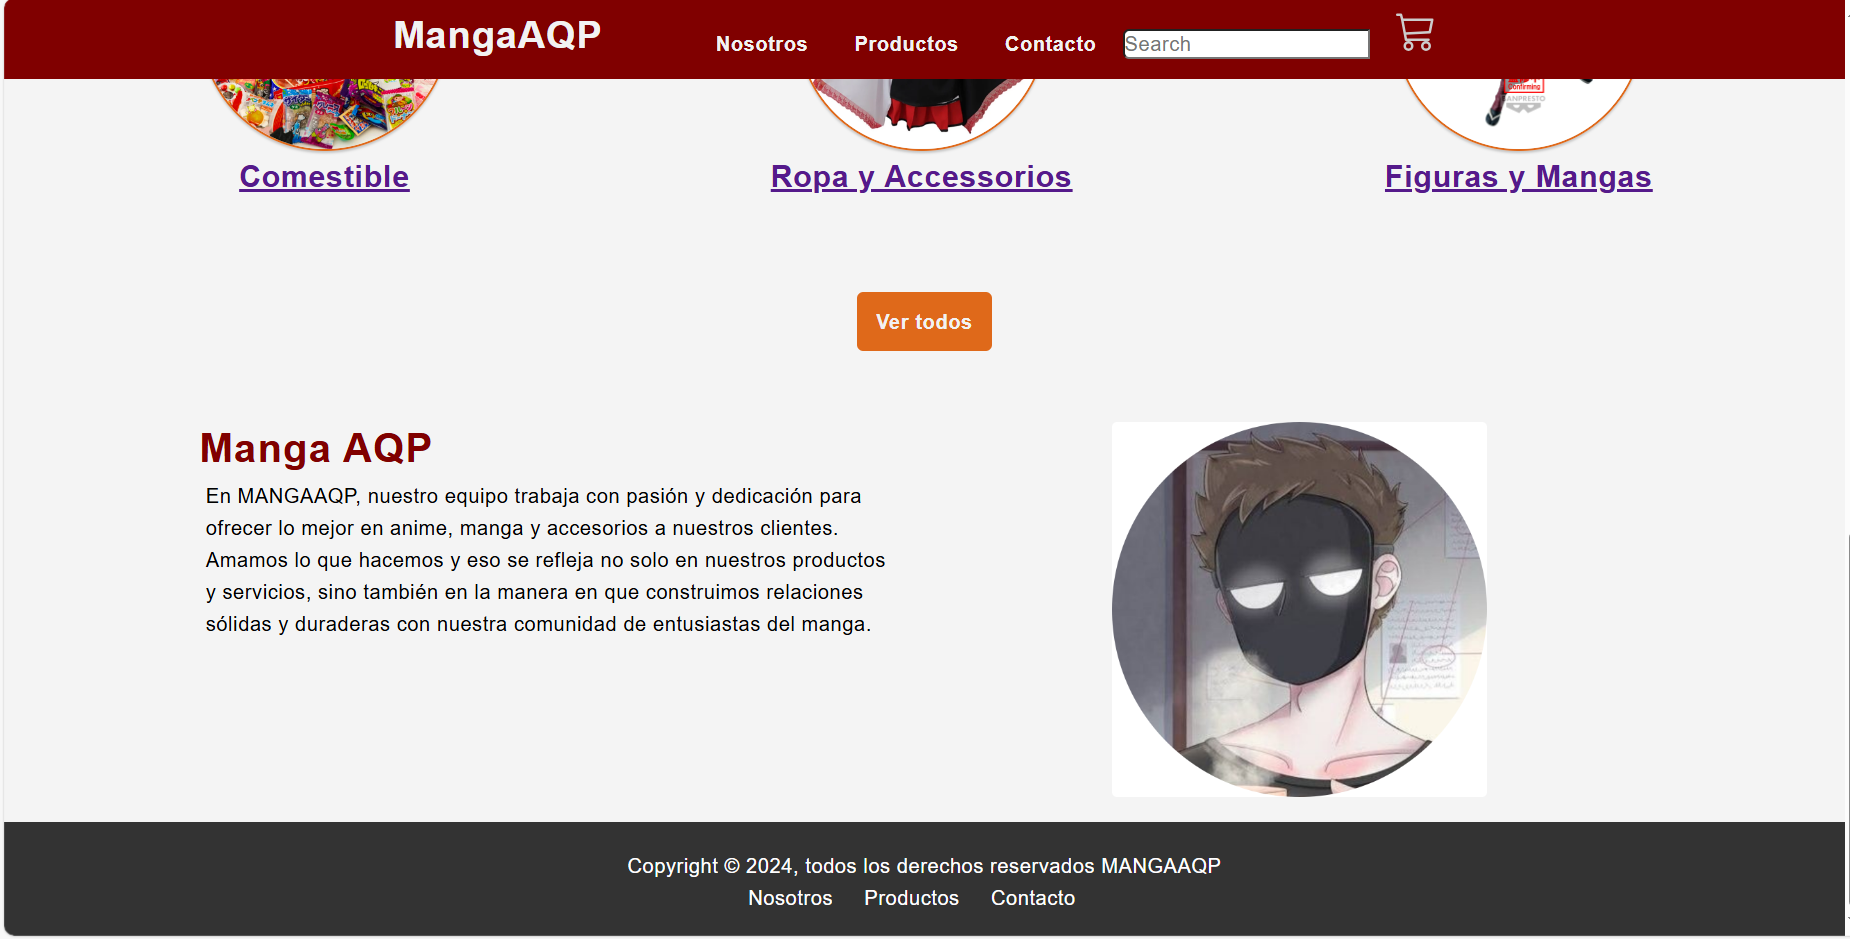 MangaAQP
Nosotros Productos Contacto Search
Confirming
Comestible Ropa y Accessorios Figuras y Mangas
Ver todos
Manga AQP
En MANGAAQP, nuestro equipo trabaja con pasión y dedicación para
ofrecer lo mejor en anime, manga y accesorios a nuestros clientes.
Amamos lo que hacemos y eso se refleja no solo en nuestros productos
y servicios, sino también en la manera en que construimos relaciones
sólidas y duraderas con nuestra comunidad de entusiastas del manga.
Copyright © 2024, todos los derechos reservados MANGAAQP
Nosotros Productos Contacto